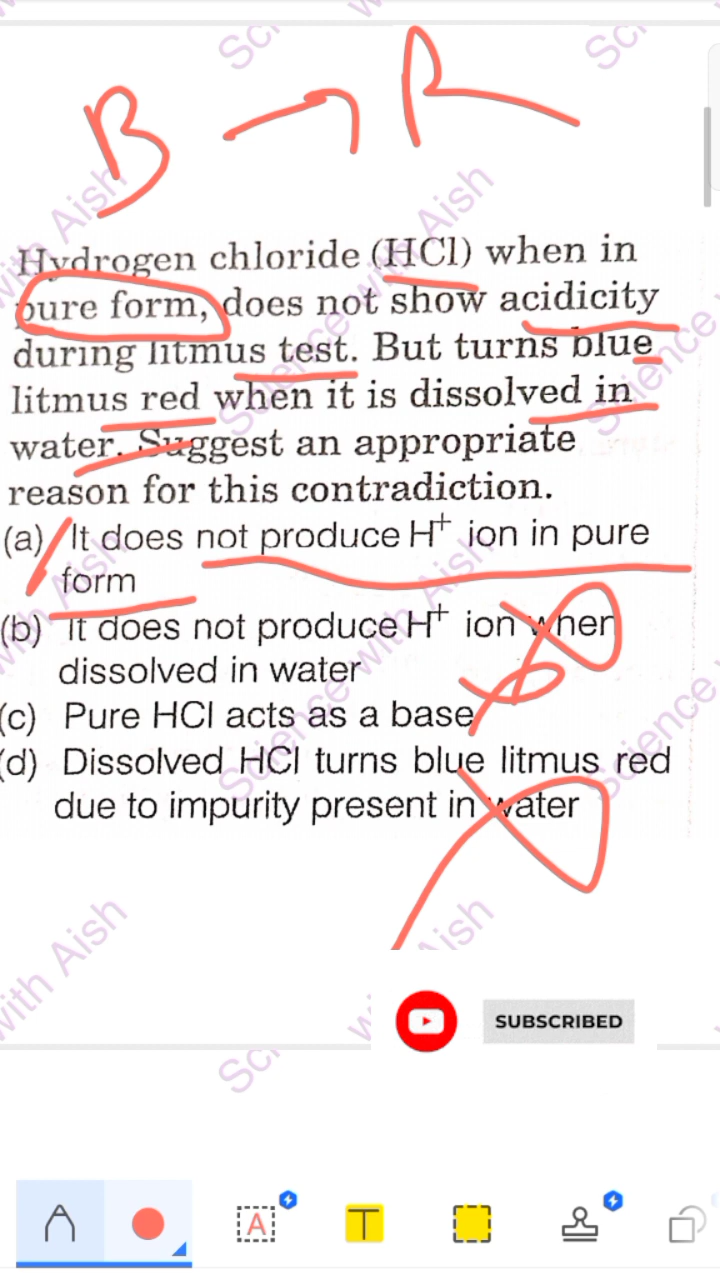 B → R
Hydrogen chloride (HCl) when in
pure form, does not show acidicity
during litmus test. But turns blue
litmus red when it is dissolved in
water. Suggest an appropriate
reason for this contradiction.
(a) It does not produce H⁺ ion in pure
form
(b) It does not produce H⁺ ion when
dissolved in water
(c) Pure HCl acts as a base
(d) Dissolved HCl turns blue litmus red
due to impurity present in water
Science with Aish
SUBSCRIBED
A
T